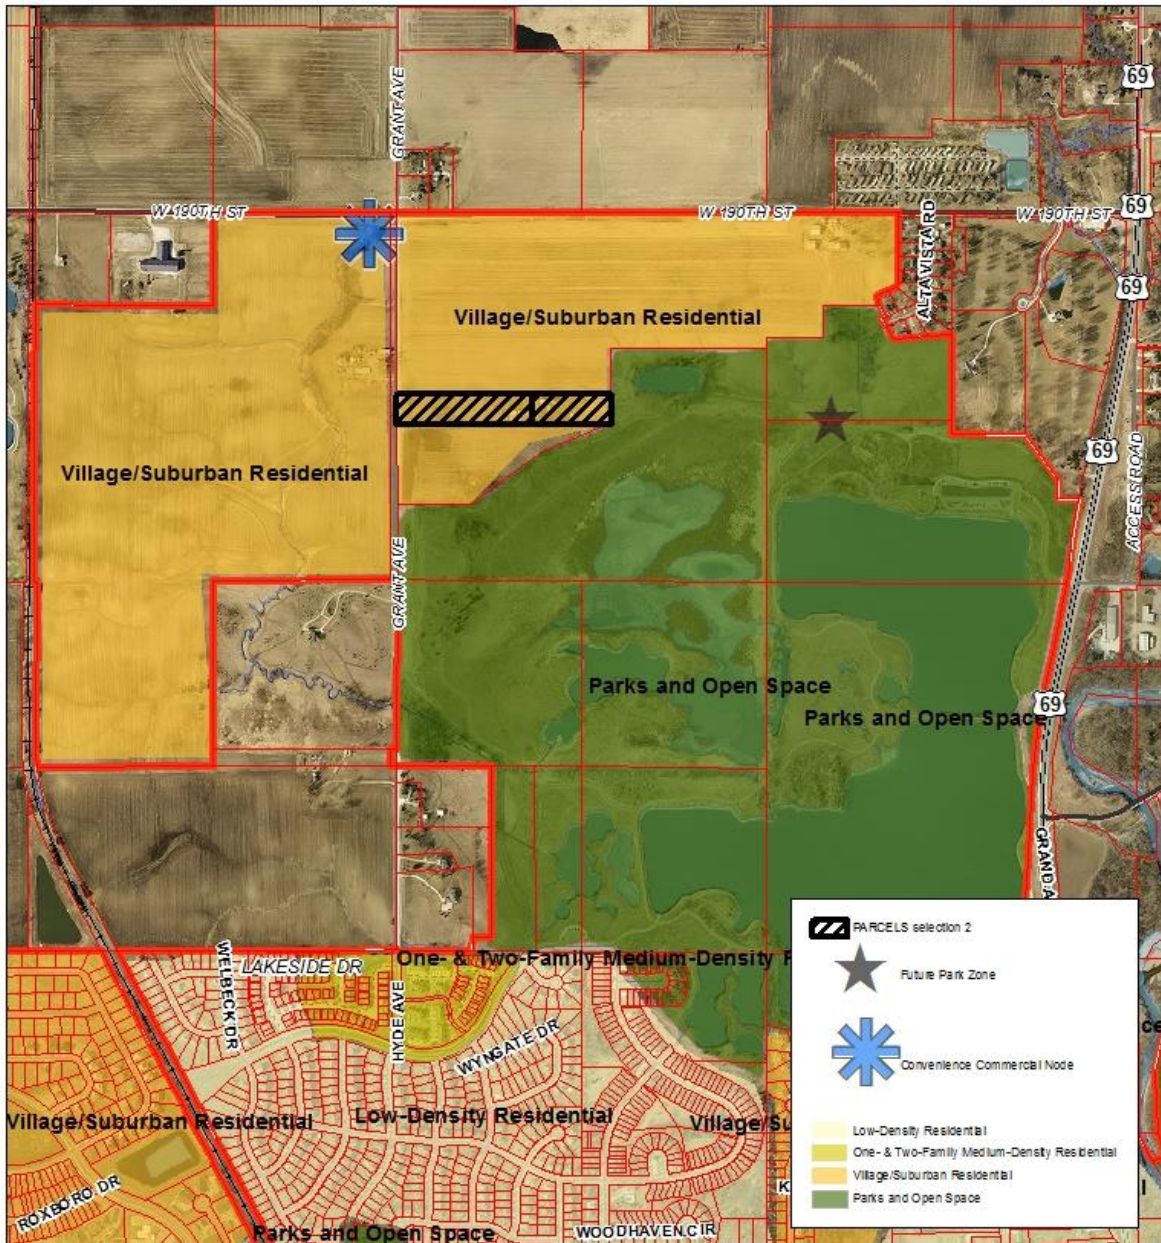 69
GRANT AVE
69
W 190TH ST
W 190TH ST
W 190TH ST
ALTA VISTA RD
69
Village/Suburban Residential
Village/Suburban Residential
69
ACCESS ROAD
GRANT AVE
Parks and Open Space
Parks and Open Space
69
GRAND A
PARCELS selection 2
Future Park Zone
Convenience Commercial Node
Low-Density Residential
One- & Two-Family Medium-Density Residential
Village/Suburban Residential
Parks and Open Space
One- & Two-Family Medium-Density
LAKESIDE DR
WELBECK DR
HYDE AVE
WYNGATE DR
Village/Suburban Residential
Low-Density Residential
Village/Su
ROXBORO DR
Parks and Open Space
WOODHAVEN CIR
K
ce
l